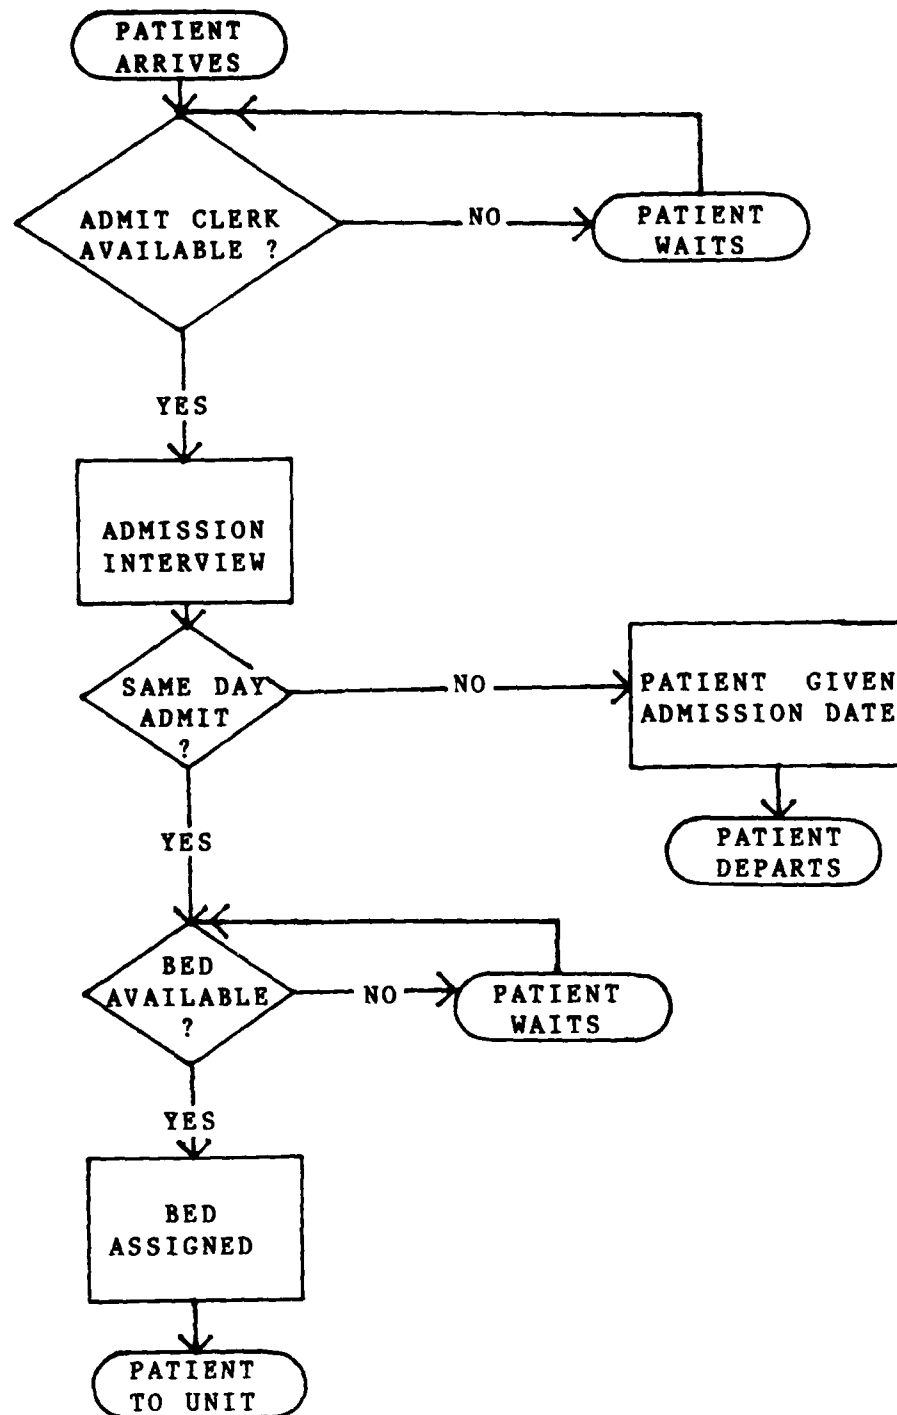 PATIENT
ARRIVES
ADMIT CLERK
AVAILABLE ?
NO
PATIENT
WAITS
YES
ADMISSION
INTERVIEW
SAME DAY
ADMIT
?
NO
PATIENT GIVEN
ADMISSION DATE
PATIENT
DEPARTS
YES
BED
AVAILABLE
?
NO
PATIENT
WAITS
YES
BED
ASSIGNED
PATIENT
TO UNIT